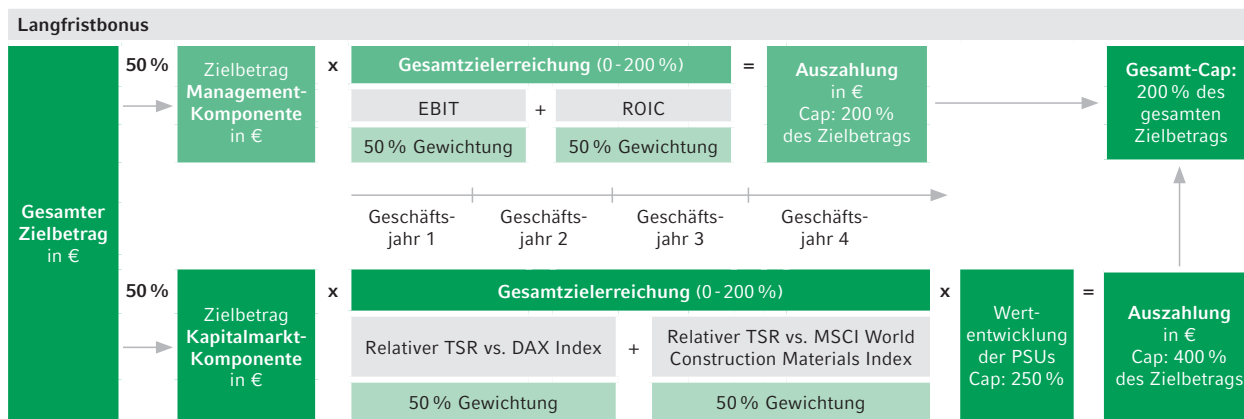 Langfristbonus
Gesamter
Zielbetrag
in €
50 %
Zielbetrag
Management-
Komponente
in €
x
Gesamtzielerreichung (0-200 %)
EBIT
+
ROIC
50 % Gewichtung
50 % Gewichtung
=
Auszahlung
in €
Cap: 200 %
des Zielbetrags
Gesamt-Cap:
200 % des
gesamten
Zielbetrags
Geschäfts-
jahr 1
Geschäfts-
jahr 2
Geschäfts-
jahr 3
Geschäfts-
jahr 4
50 %
Zielbetrag
Kapitalmarkt-
Komponente
in €
x
Gesamtzielerreichung (0-200 %)
Relativer TSR vs. DAX Index
+
Relativer TSR vs. MSCI World
Construction Materials Index
50 % Gewichtung
50 % Gewichtung
x
Wert-
entwicklung
der PSUs
Cap: 250 %
=
Auszahlung
in €
Cap: 400 %
des Zielbetrags